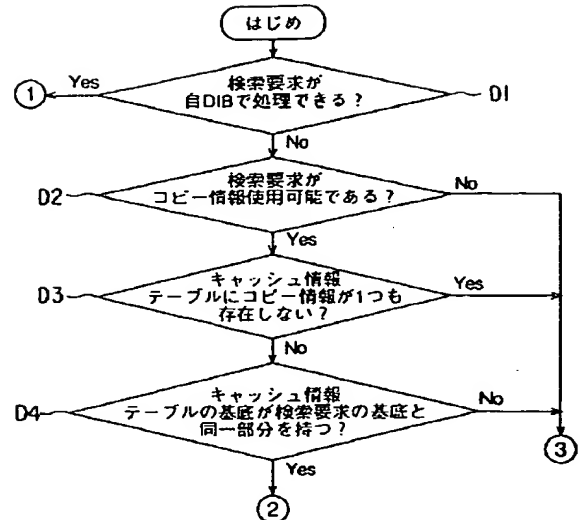 はじめ
Yes
①
検索要求が
自DIBで処理できる？
D1
No
D2
検索要求が
コピー情報使用可能である？
No
Yes
D3
キャッシュ情報
テーブルにコピー情報が1つも
存在しない？
Yes
No
D4
キャッシュ情報
テーブルの基底が検索要求の基底と
同一部分を持つ？
No
③
Yes
②